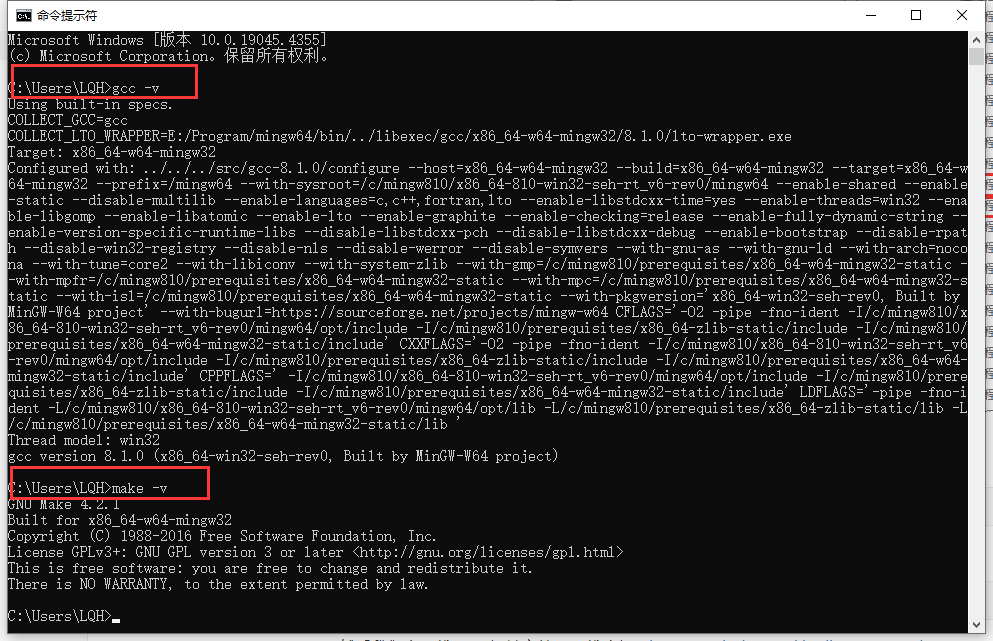 命令提示符
Microsoft Windows [版本 10.0.19045.4355]
(c) Microsoft Corporation。保留所有权利。
C:\Users\LQH>gcc -v
Using built-in specs.
COLLECT_GCC=gcc
COLLECT_LTO_WRAPPER=E:/Program/mingw64/bin/../libexec/gcc/x86_64-w64-mingw32/8.1.0/lto-wrapper.exe
Target: x86_64-w64-mingw32
Configured with: ../../../src/gcc-8.1.0/configure --host=x86_64-w64-mingw32 --build=x86_64-w64-mingw32 --target=x86_64-w
64-mingw32 --prefix=/mingw64 --with-sysroot=/c/mingw810/x86_64-810-win32-seh-rt_v6-rev0/mingw64 --enable-shared --enable
-static --disable-multilib --enable-languages=c,c++,fortran,lto --enable-libstdcxx-time=yes --enable-threads=win32 --ena
ble-libgomp --enable-libatomic --enable-lto --enable-graphite --enable-checking=release --enable-fully-dynamic-string --
enable-version-specific-runtime-libs --disable-libstdcxx-pch --disable-libstdcxx-debug --enable-bootstrap --disable-rpat
h --disable-win32-registry --disable-nls --disable-werror --disable-symvers --with-gnu-as --with-gnu-ld --with-arch=noco
na --with-tune=core2 --with-libiconv --with-system-zlib --with-gmp=/c/mingw810/prerequisites/x86_64-w64-mingw32-static -
-with-mpfr=/c/mingw810/prerequisites/x86_64-w64-mingw32-static --with-mpc=/c/mingw810/prerequisites/x86_64-w64-mingw32-s
tatic --with-isl=/c/mingw810/prerequisites/x86_64-w64-mingw32-static --with-pkgversion='x86_64-win32-seh-rev0, Built by
MinGW-W64 project' --with-bugurl=https://sourceforge.net/projects/mingw-w64 CFLAGS='-O2 -pipe -fno-ident -I/c/mingw810/x
86_64-810-win32-seh-rt_v6-rev0/mingw64/opt/include -I/c/mingw810/prerequisites/x86_64-zlib-static/include -I/c/mingw810/
prerequisites/x86_64-w64-mingw32-static/include' CXXFLAGS='-O2 -pipe -fno-ident -I/c/mingw810/x86_64-810-win32-seh-rt_v6
-rev0/mingw64/opt/include -I/c/mingw810/prerequisites/x86_64-zlib-static/include -I/c/mingw810/prerequisites/x86_64-w64-
mingw32-static/include' CPPFLAGS=' -I/c/mingw810/x86_64-810-win32-seh-rt_v6-rev0/mingw64/opt/include -I/c/mingw810/prere
quisites/x86_64-zlib-static/include -I/c/mingw810/prerequisites/x86_64-w64-mingw32-static/include' LDFLAGS='-pipe -fno-i
dent -L/c/mingw810/x86_64-810-win32-seh-rt_v6-rev0/mingw64/opt/lib -L/c/mingw810/prerequisites/x86_64-zlib-static/lib -L
/c/mingw810/prerequisites/x86_64-w64-mingw32-static/lib '
Thread model: win32
gcc version 8.1.0 (x86_64-win32-seh-rev0, Built by MinGW-W64 project)
C:\Users\LQH>make -v
GNU Make 4.2.1
Built for x86_64-w64-mingw32
Copyright (C) 1988-2016 Free Software Foundation, Inc.
License GPLv3+: GNU GPL version 3 or later <http://gnu.org/licenses/gpl.html>
This is free software: you are free to change and redistribute it.
There is NO WARRANTY, to the extent permitted by law.
C:\Users\LQH>